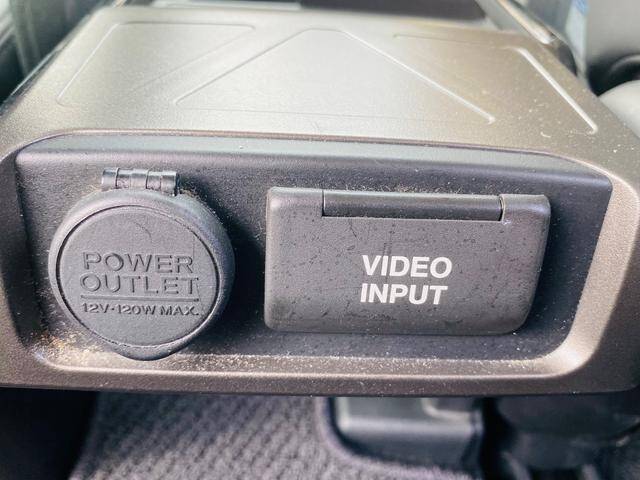 POWER
OUTLET
12V·120W MAX.
VIDEO
INPUT